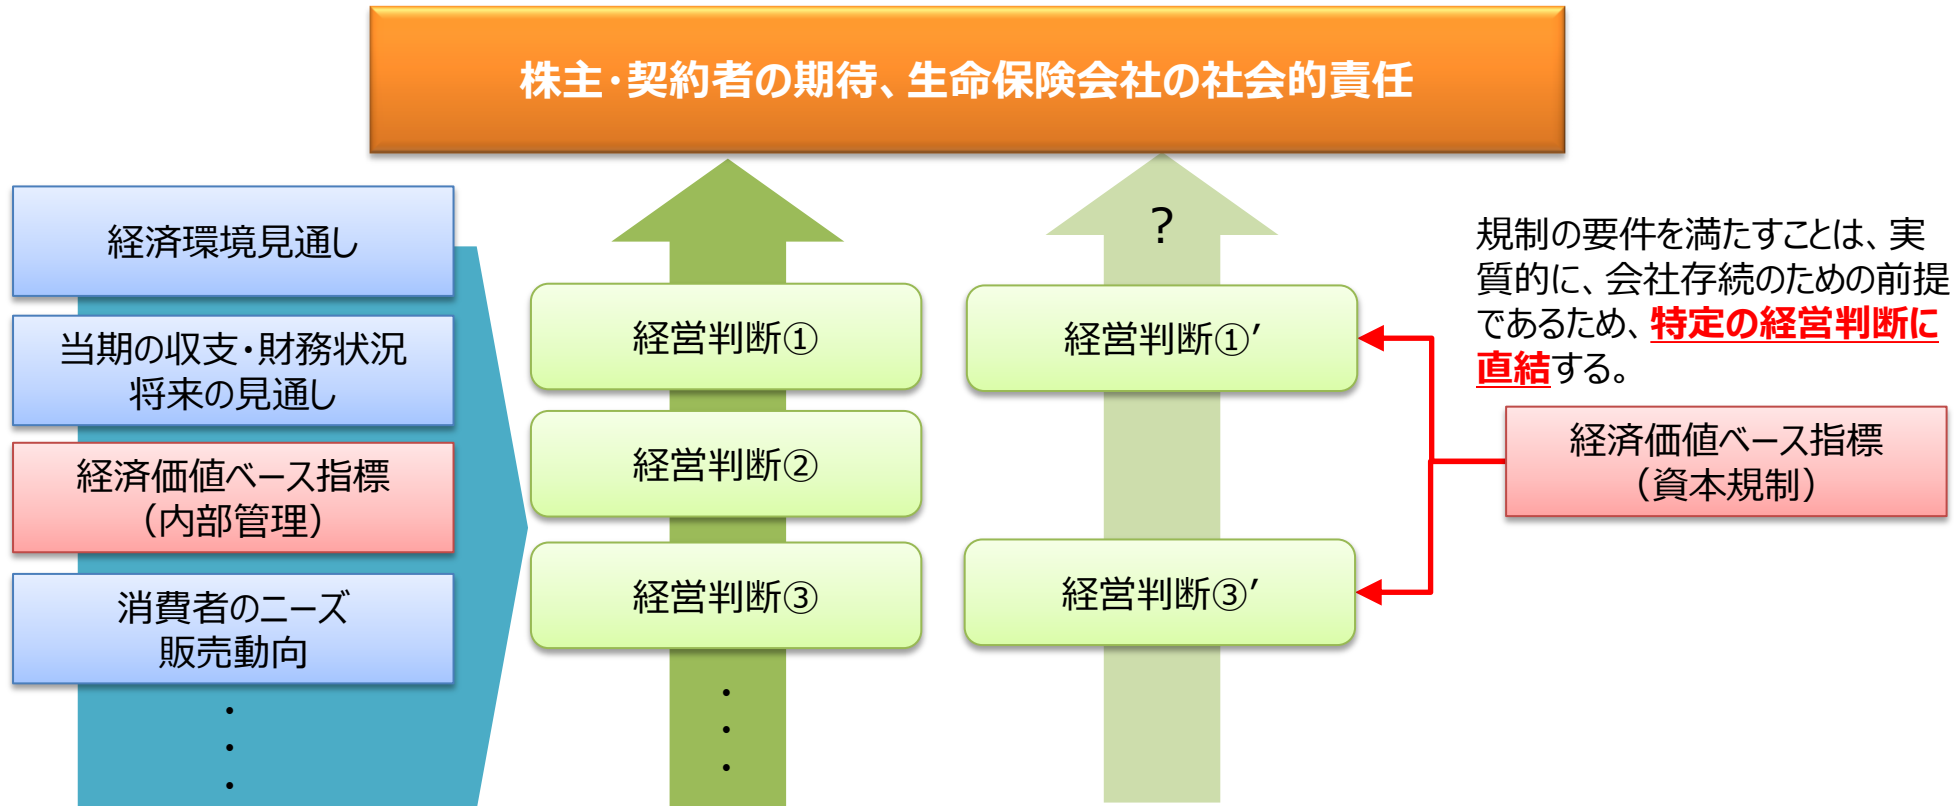 株主・契約者の期待、生命保険会社の社会的責任
経済環境見通し
当期の収支・財務状況
将来の見通し
経済価値ベース指標
（内部管理）
消費者のニーズ
販売動向
・
・
・
経営判断①
経営判断②
経営判断③
・
・
・
？
経営判断①’
経営判断③’
規制の要件を満たすことは、実
質的に、会社存続のための前提
であるため、特定の経営判断に
直結する。
経済価値ベース指標
（資本規制）